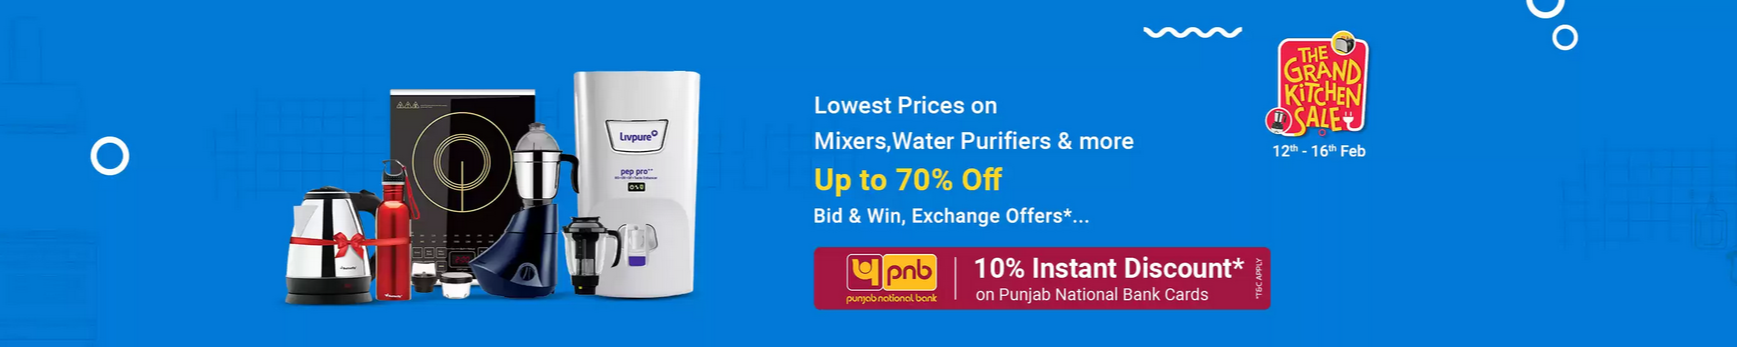 Lowest Prices on
Mixers,Water Purifiers & more
Up to 70% Off
Bid & Win, Exchange Offers*...
पnb
punjab national bank
10% Instant Discount*
on Punjab National Bank Cards
*T&C APPLY
THE
GRAND
KiTCHEN
SALE
12th - 16th Feb
Livpure
pep pro++